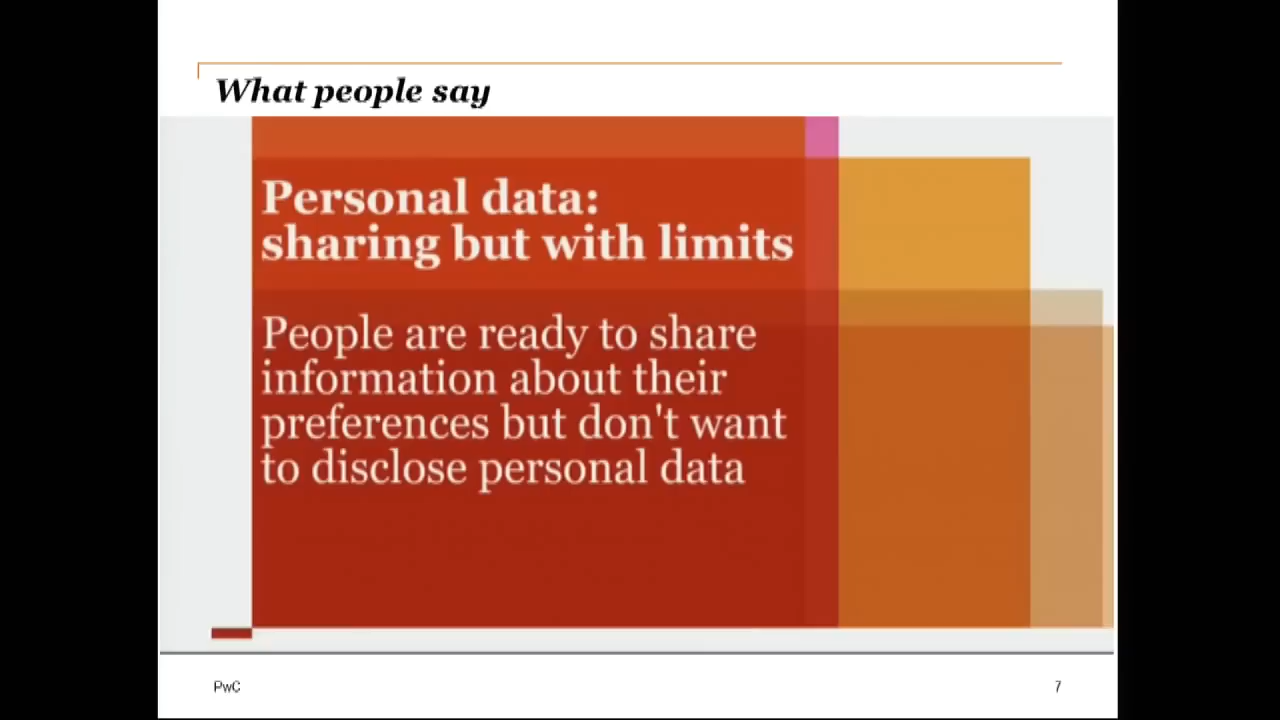 What people say
Personal data:
sharing but with limits
People are ready to share
information about their
preferences but don't want
to disclose personal data
PwC
7